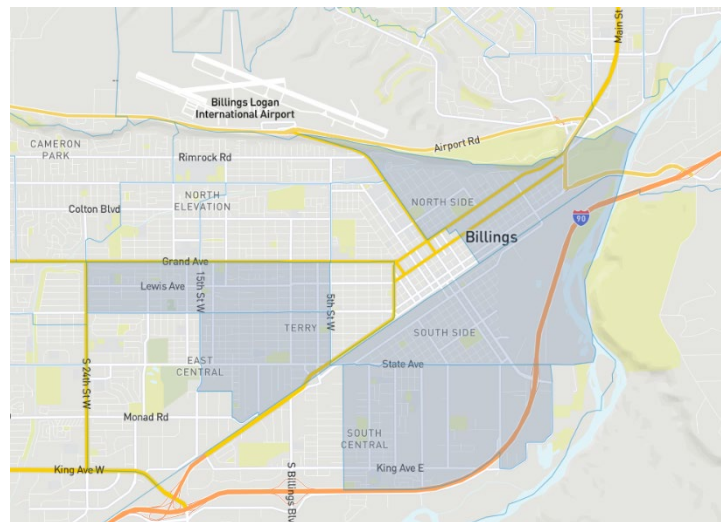 Main St
Billings Logan
International Airport
Airport Rd
CAMERON
PARK
Rimrock Rd
NORTH
ELEVATION
NORTH SIDE
Colton Blvd
90
Billings
Grand Ave
Lewis Ave
15th St W
5th St W
TERRY
SOUTH SIDE
EAST
CENTRAL
State Ave
S 24th St W
Monad Rd
SOUTH
CENTRAL
King Ave W
King Ave E
S Billings Blv